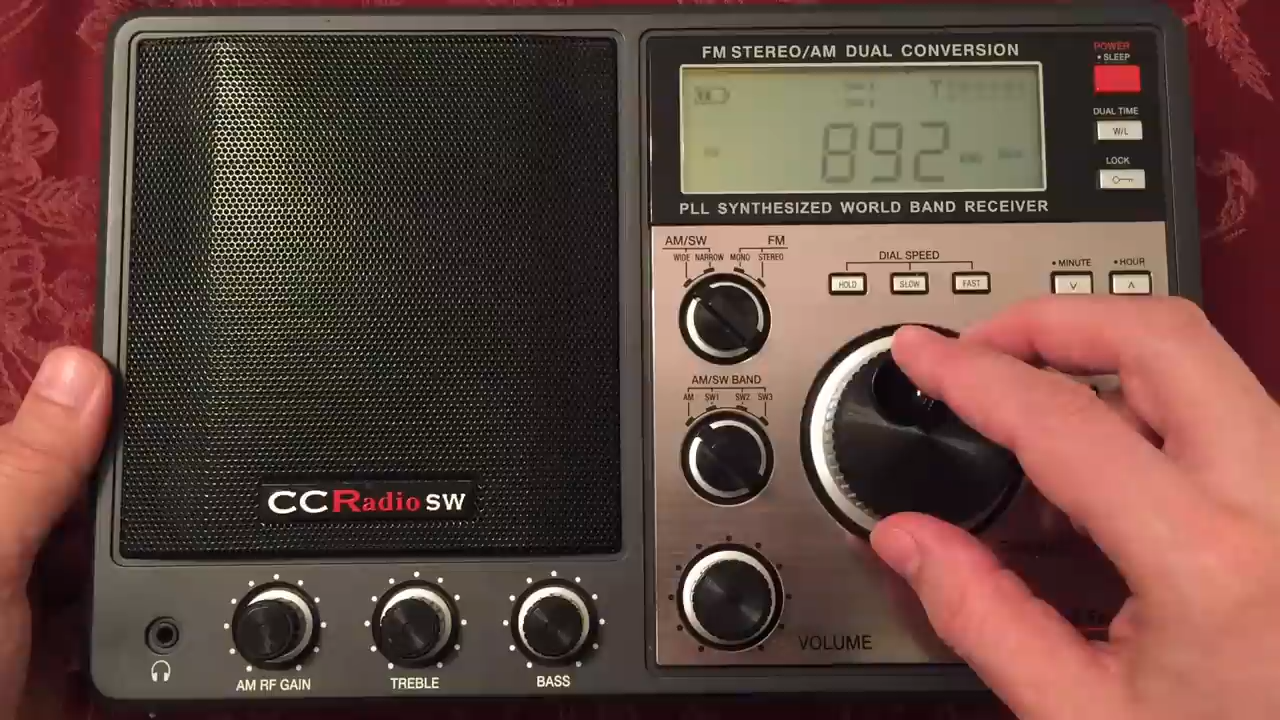 FM STEREO/AM DUAL CONVERSION
POWER
• SLEEP
DUAL TIME
W/L
892
LOCK
PLL SYNTHESIZED WORLD BAND RECEIVER
AM/SW
FM
WIDE
NARROW
MONO
STEREO
DIAL SPEED
HOLD
SLOW
FAST
• MINUTE
• HOUR
AM/SW BAND
AM
SW1
SW2
SW3
CCRadio SW
VOLUME
AM RF GAIN
TREBLE
BASS